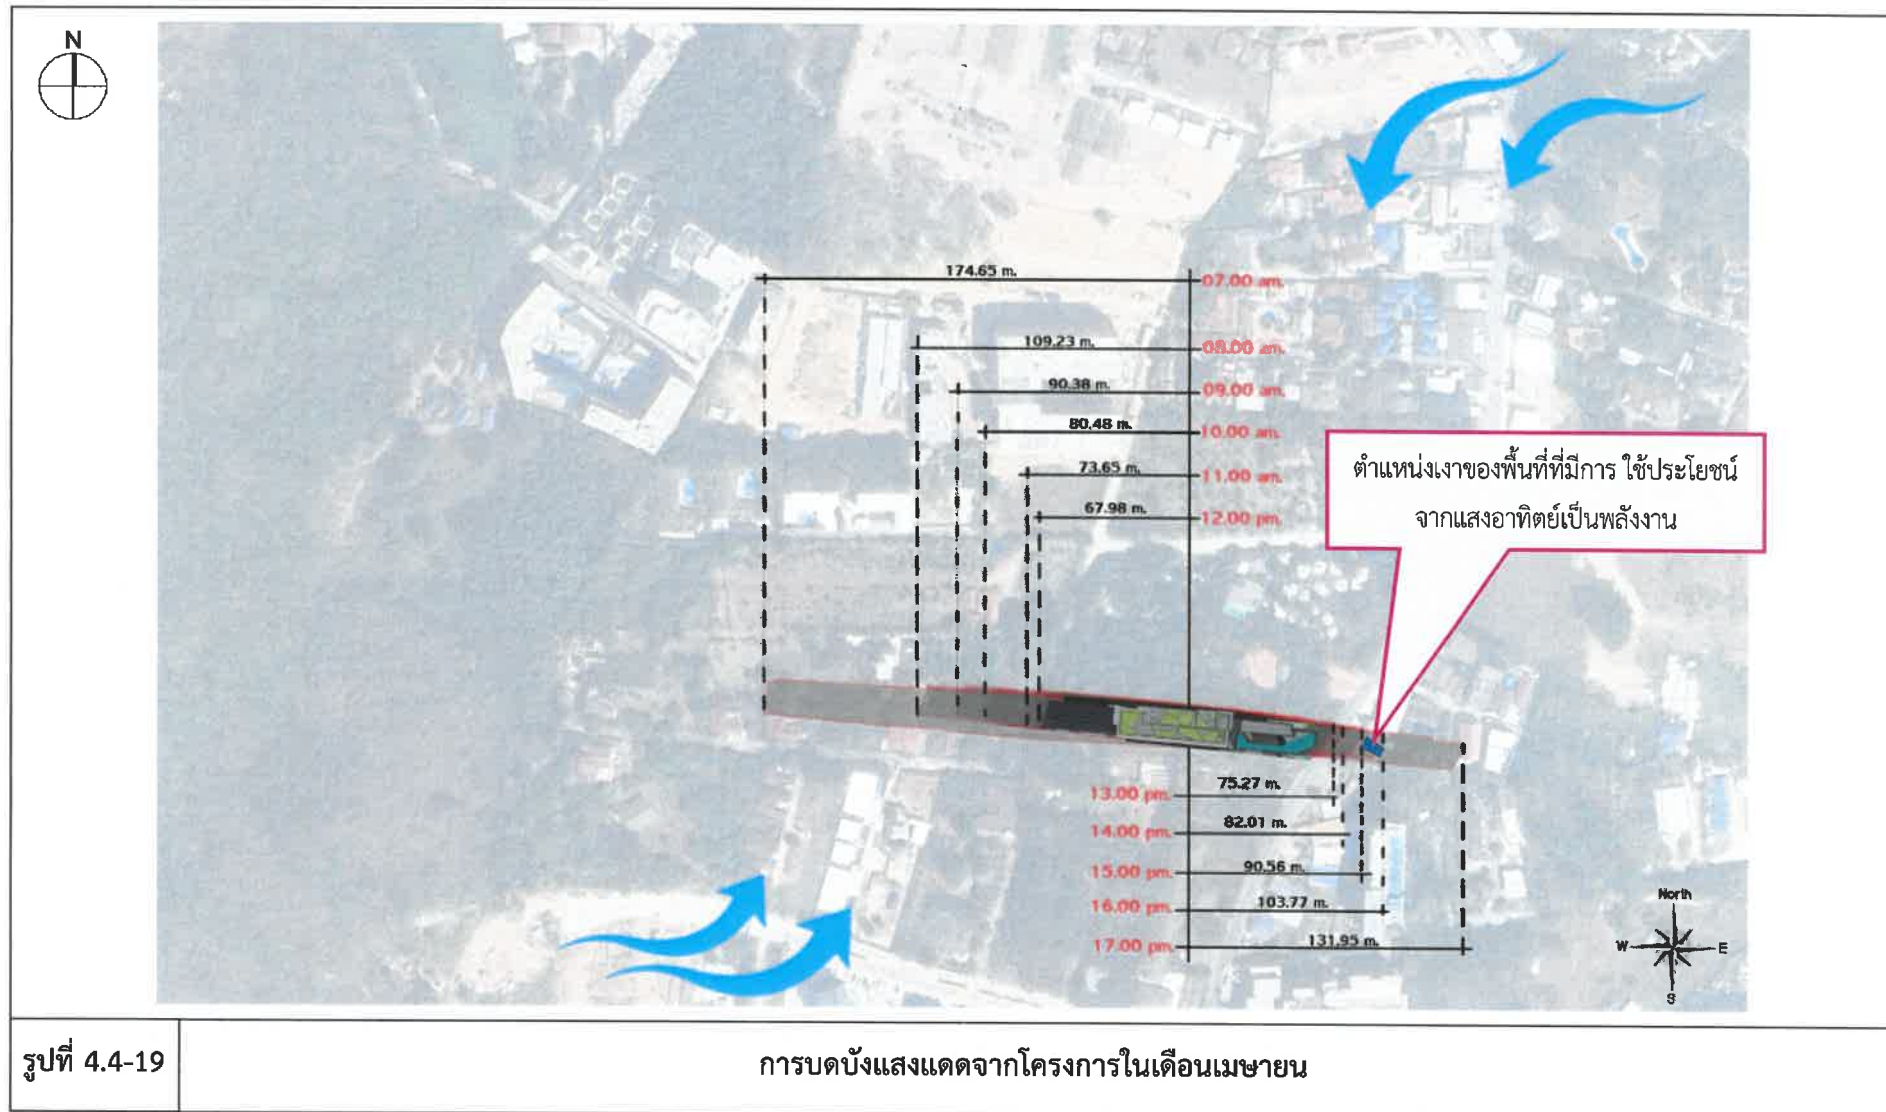 N
174.65 m.
07.00 am.
109.23 m.
08.00 am.
90.38 m.
09.00 am.
80.48 m.
10.00 am.
73.65 m.
11.00 am.
67.98 m.
12.00 pm.
ตำแหน่งเงาของพื้นที่ที่มีการ ใช้ประโยชน์
จากแสงอาทิตย์เป็นพลังงาน
75.27 m.
13.00 pm.
82.01 m.
14.00 pm.
90.56 m.
15.00 pm.
103.77 m.
16.00 pm.
131.95 m.
17.00 pm.
North
W
E
S
รูปที่ 4.4-19
การบดบังแสงแดดจากโครงการในเดือนเมษายน